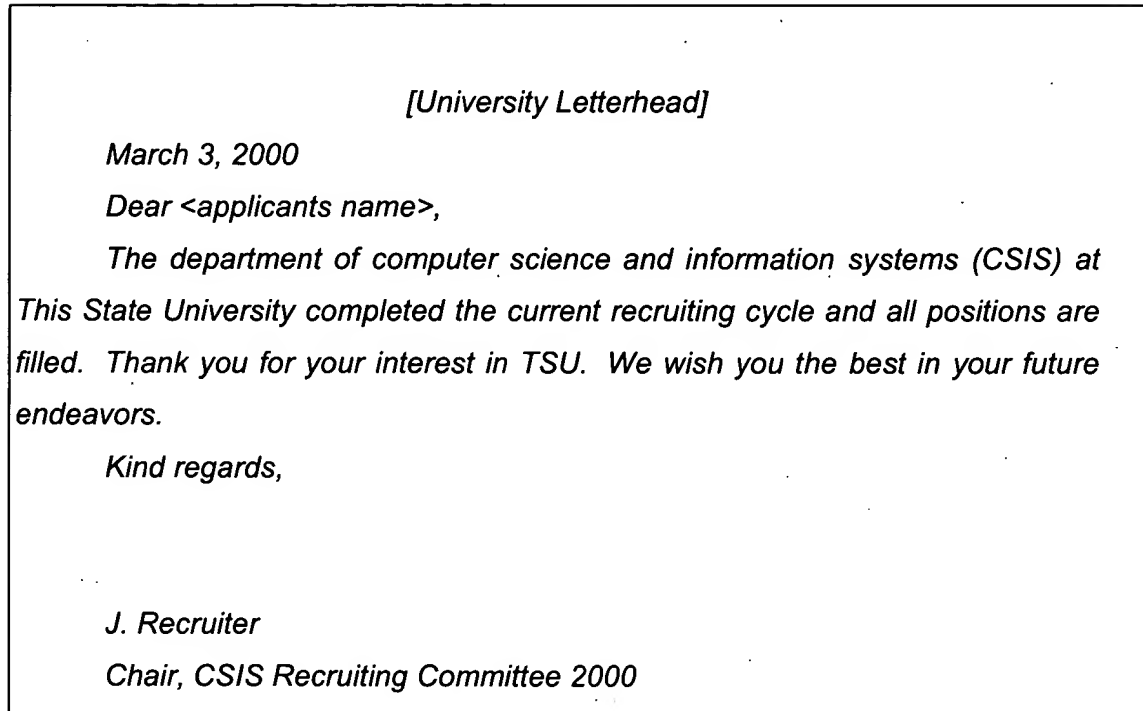 [University Letterhead]
March 3, 2000
Dear <applicants name>,
The department of computer science and information systems (CSIS) at
This State University completed the current recruiting cycle and all positions are
filled. Thank you for your interest in TSU. We wish you the best in your future
endeavors.
Kind regards,
J. Recruiter
Chair, CSIS Recruiting Committee 2000